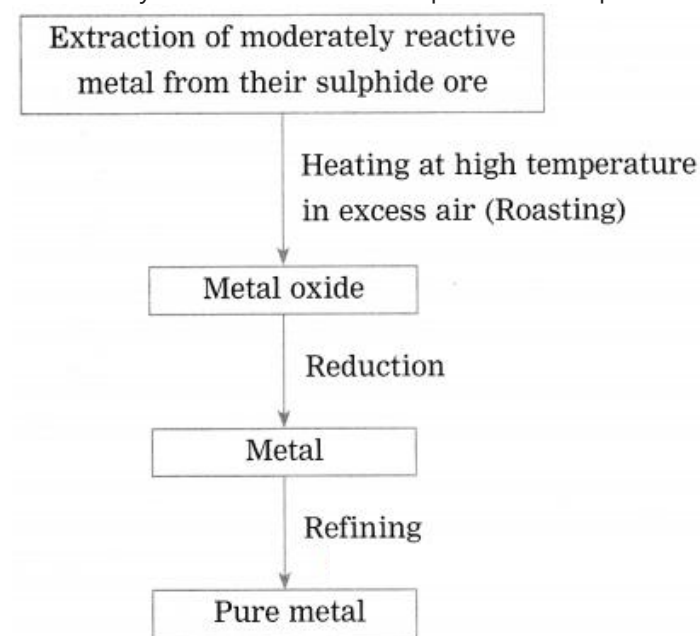 Extraction of moderately reactive
metal from their sulphide ore
Heating at high temperature
in excess air (Roasting)
Metal oxide
Reduction
Metal
Refining
Pure metal